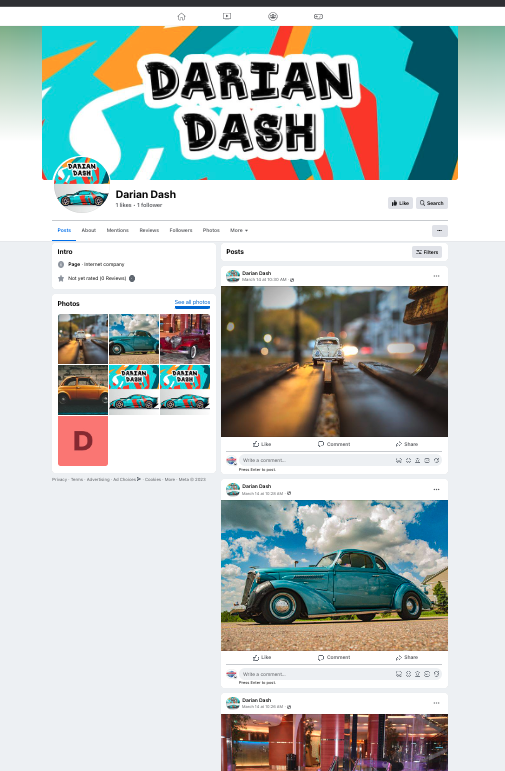 DARIAN
DASH
DARIAN
DASH
Darian Dash
1 likes • 1 follower
Like
Search
Posts
About
Mentions
Reviews
Followers
Photos
More
Intro
Page · Internet company
Not yet rated (0 Reviews)
Photos
See all photos
DARIAN
DASH
DARIAN
DASH
D
Privacy · Terms · Advertising · Ad Choices · Cookies · More · Meta © 2023
Posts
Filters
Darian Dash
March 14 at 10:30 AM
Like
Comment
Share
Write a comment…
Press Enter to post.
Darian Dash
March 14 at 10:28 AM
Like
Comment
Share
Write a comment…
Press Enter to post.
Darian Dash
March 14 at 10:26 AM